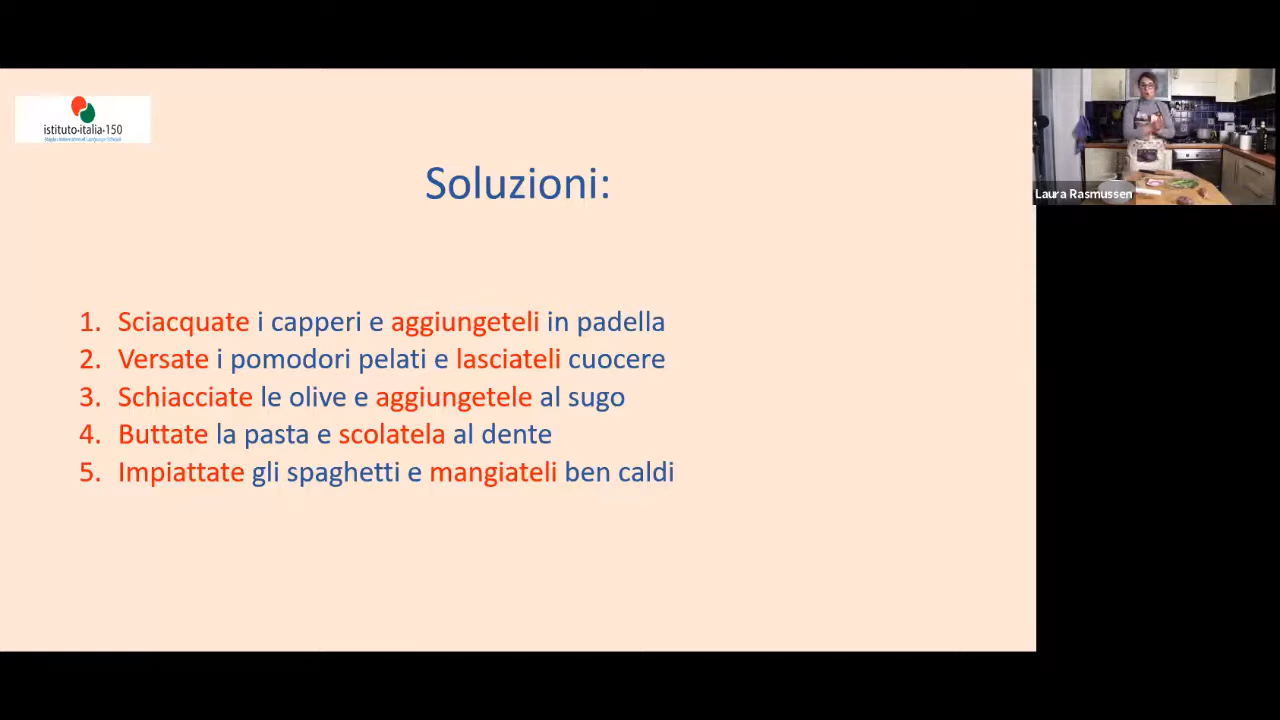 istituto-italia-150
Soluzioni:
Laura Rasmussen
1. Sciacquate i capperi e aggiungeteli in padella
2. Versate i pomodori pelati e lasciateli cuocere
3. Schiacciate le olive e aggiungetele al sugo
4. Buttate la pasta e scolatela al dente
5. Impiattate gli spaghetti e mangiateli ben caldi